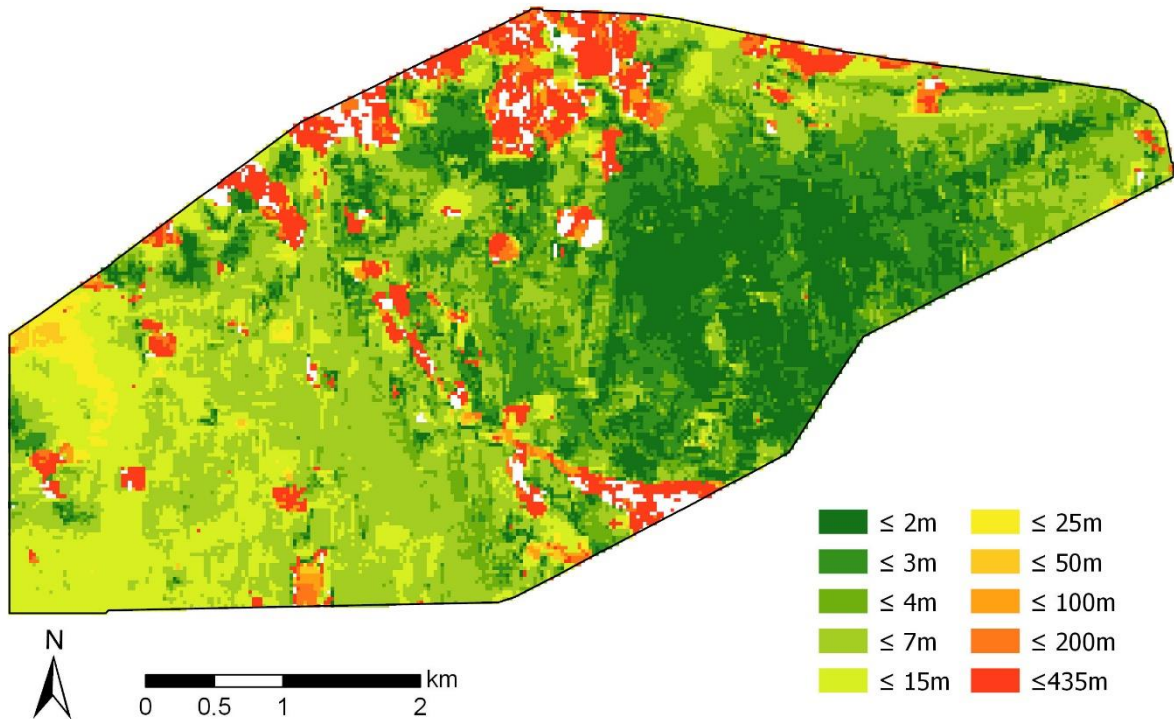 ≤ 2m ≤ 25m
≤ 3m ≤ 50m
≤ 4m ≤ 100m
≤ 7m ≤ 200m
≤ 15m ≤435m
N
km
0 0.5 1 2